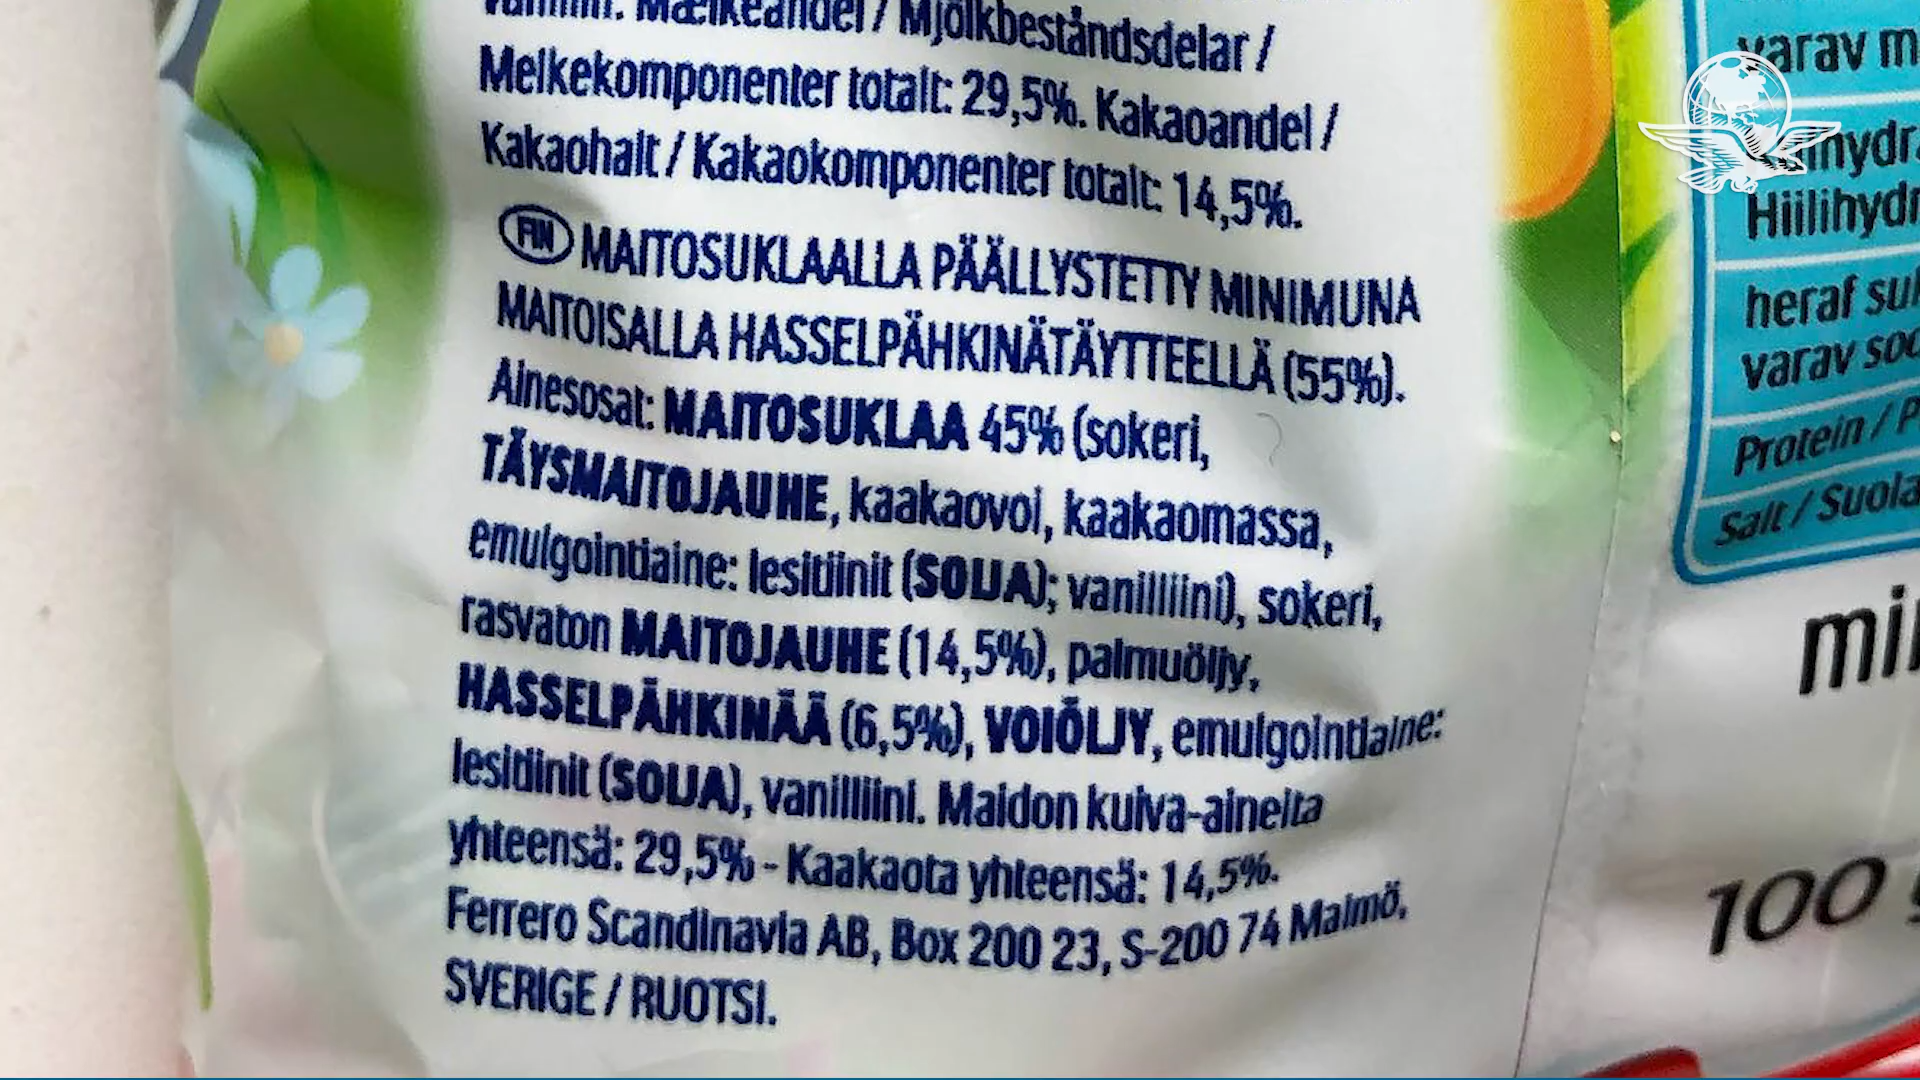 Mælkeandel / Mjölkbeståndsdelar /
Melkekomponenter totalt: 29,5%. Kakaoandel /
Kakaohalt / Kakaokomponenter totalt: 14,5%.
FIN MAITOSUKLAALLA PÄÄLLYSTETTY MINIMUNA
MAITOISALLA HASSELPÄHKINÄTÄYTTEELLÄ (55%).
Ainesosat: MAITOSUKLAA 45% (sokeri,
TÄYSMAITOJAUHE, kaakaovoi, kaakaomassa,
emulgointiaine: lesitiinit (SOIJA); vanilliini), sokeri,
rasvaton MAITOJAUHE (14,5%), palmuöljy,
HASSELPÄHKINÄÄ (6,5%), VOIÖLJY, emulgointiaine:
lesitiinit (SOIJA), vanilliini. Maidon kuiva-aineita
yhteensä: 29,5% - Kaakaota yhteensä: 14,5%.
Ferrero Scandinavia AB, Box 200 23, S-200 74 Malmö,
SVERIGE / RUOTSI.
varav m
Hiilihydr
heraf suk
varav soc
Protein / P
Salt / Suola
mi
100 g